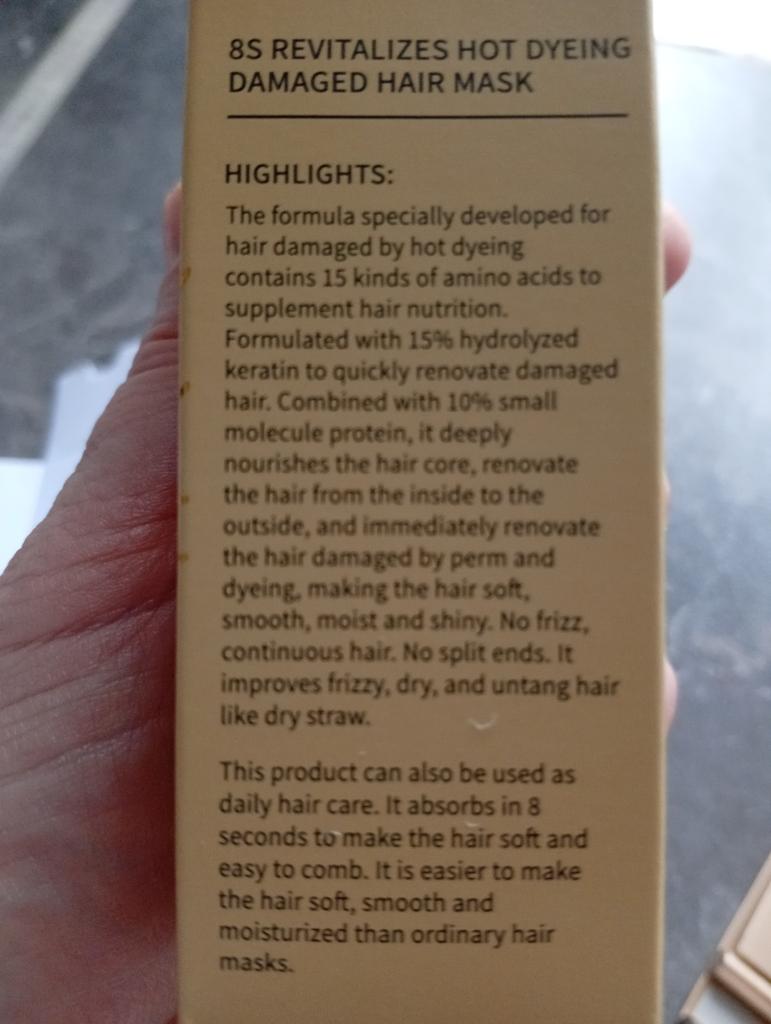 8S REVITALIZES HOT DYEING
DAMAGED HAIR MASK
HIGHLIGHTS:
The formula specially developed for
hair damaged by hot dyeing
contains 15 kinds of amino acids to
supplement hair nutrition.
Formulated with 15% hydrolyzed
keratin to quickly renovate damaged
hair. Combined with 10% small
molecule protein, it deeply
nourishes the hair core, renovate
the hair from the inside to the
outside, and immediately renovate
the hair damaged by perm and
dyeing, making the hair soft,
smooth, moist and shiny. No frizz,
continuous hair. No split ends. It
improves frizzy, dry, and untang hair
like dry straw.
This product can also be used as
daily hair care. It absorbs in 8
seconds to make the hair soft and
easy to comb. It is easier to make
the hair soft, smooth and
moisturized than ordinary hair
masks.